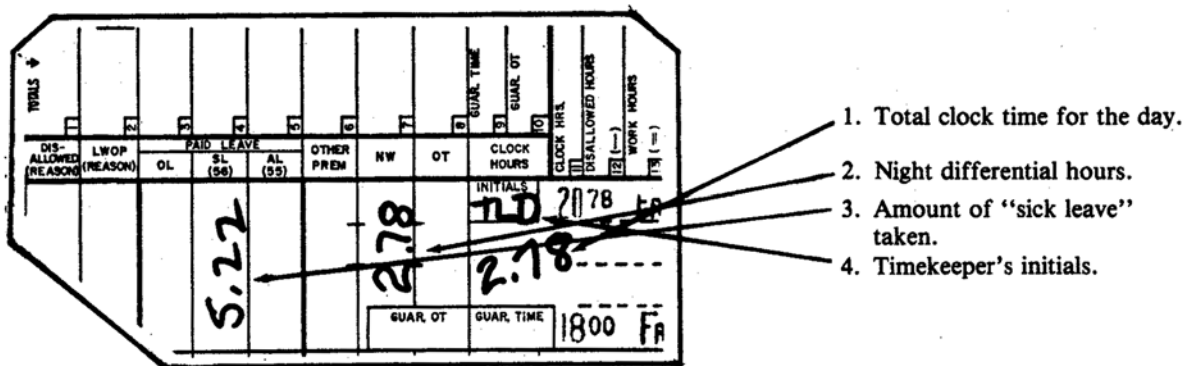 TOTALS
1 2 3 4 5 6 7 8 9 10
GUAR. TIME
GUAR. OT
CLOCK HRS.
11
DISALLOWED HOURS
12 (—)
WORK HOURS
13 (=)
DIS-
ALLOWED
(REASON)
LWOP
(REASON)
PAID LEAVE
OL
SL
(56)
AL
(55)
OTHER
PREM
NW
OT
CLOCK
HOURS
INITIALS
TLD
2078
FR
5.22
2.78
2.78
GUAR. OT
GUAR. TIME
1800 FR
1. Total clock time for the day.
2. Night differential hours.
3. Amount of “sick leave”
taken.
4. Timekeeper's initials.